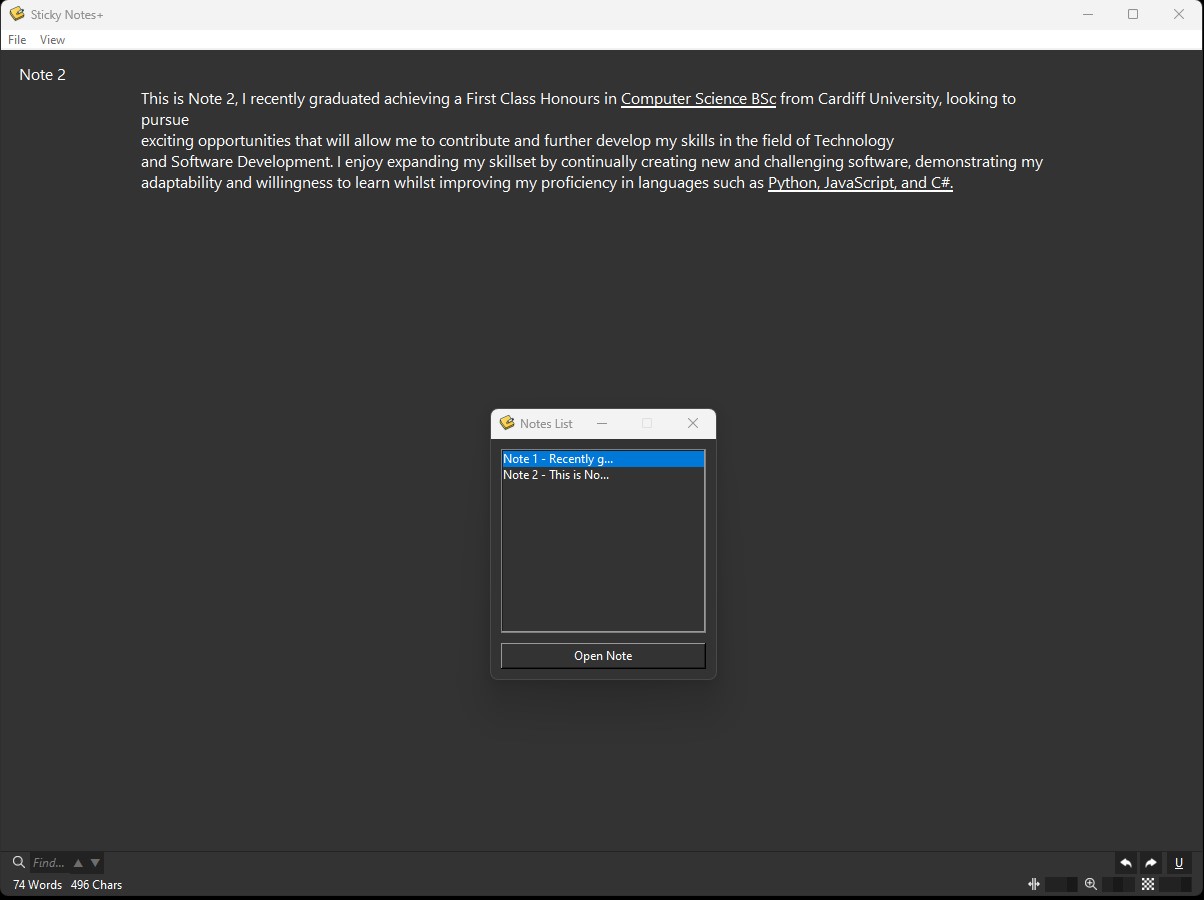 Sticky Notes+
File View
Note 2
This is Note 2, I recently graduated achieving a First Class Honours in Computer Science BSc from Cardiff University, looking to
pursue
exciting opportunities that will allow me to contribute and further develop my skills in the field of Technology
and Software Development. I enjoy expanding my skillset by continually creating new and challenging software, demonstrating my
adaptability and willingness to learn whilst improving my proficiency in languages such as Python, JavaScript, and C#.
Notes List
Note 1 - Recently g...
Note 2 - This is No...
Open Note
Find...
U
74 Words 496 Chars